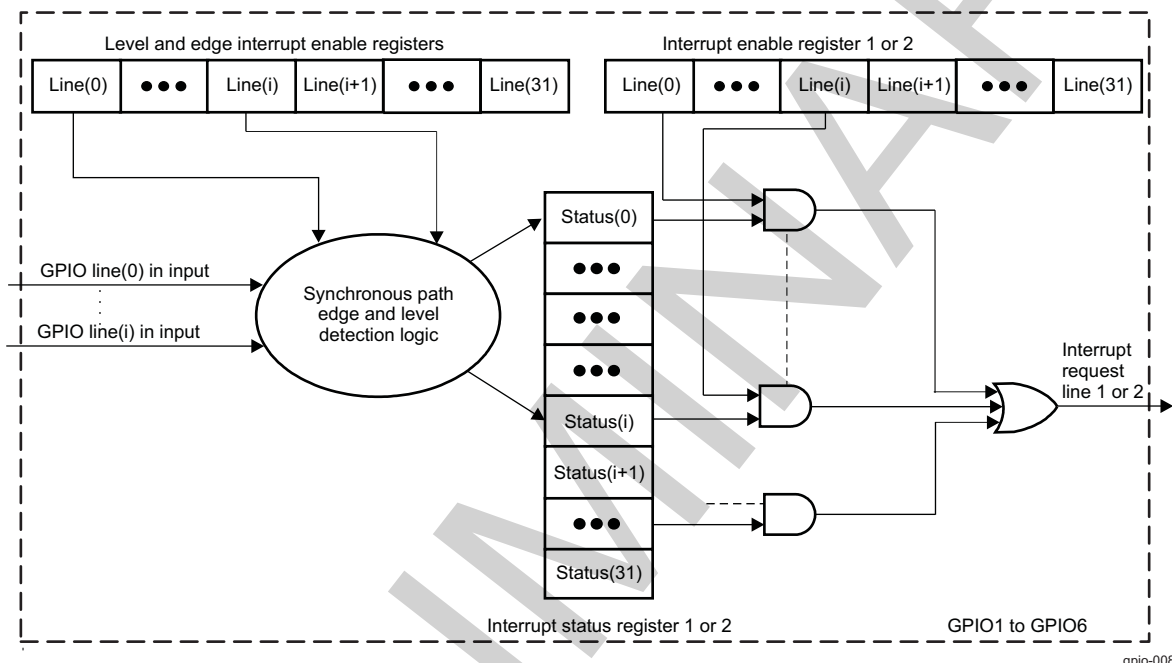 Level and edge interrupt enable registers
Interrupt enable register 1 or 2
Line(0) ●●● Line(i) Line(i+1) ●●● Line(31)
Line(0) ●●● Line(i) Line(i+1) ●●● Line(31)
GPIO line(0) in input
GPIO line(i) in input
Synchronous path
edge and level
detection logic
Status(0)
●●●
●●●
●●●
Status(i)
Status(i+1)
●●●
Status(31)
Interrupt
request
line 1 or 2
Interrupt status register 1 or 2
GPIO1 to GPIO6
gpio-008